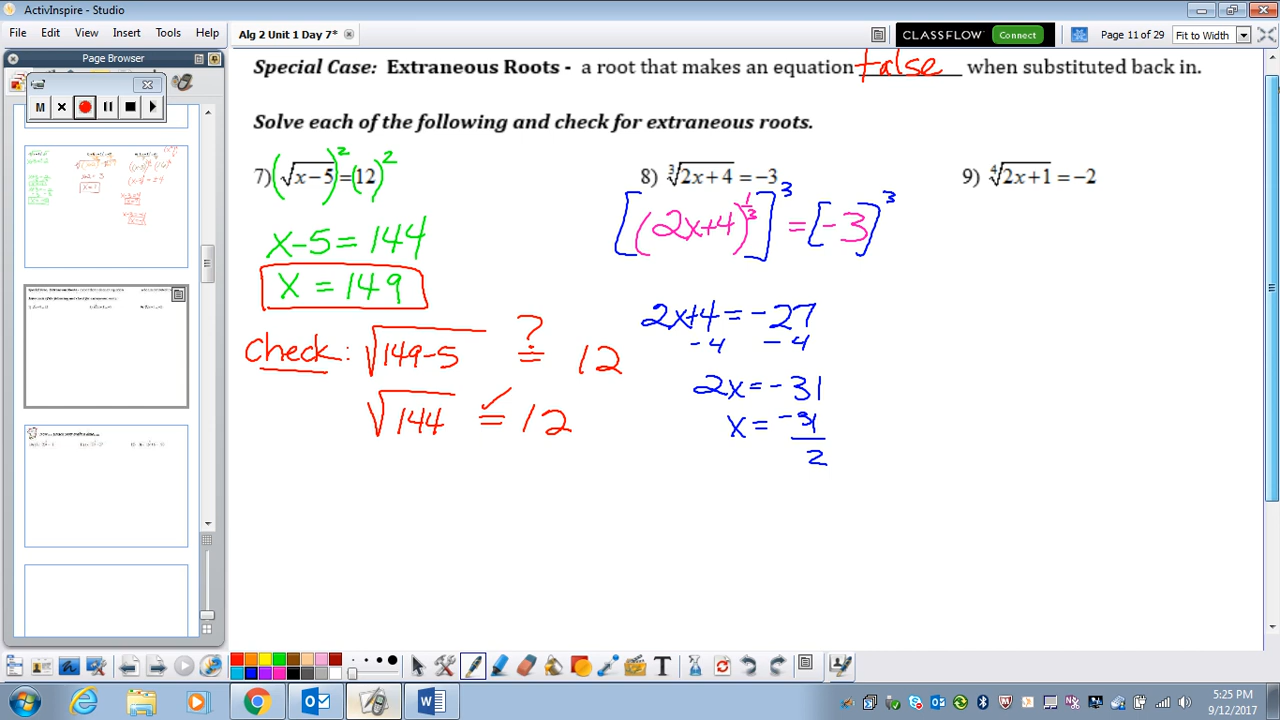 ActivInspire - Studio
File Edit View Insert Tools Help
Alg 2 Unit 1 Day 7*
CLASSFLOW Connect
Page 11 of 29
Fit to Width
Page Browser
M
Special Case: Extraneous Roots - a root that makes an equation false when substituted back in.
Solve each of the following and check for extraneous roots.
7) (√x−5)² = (12)²
x-5=144
x = 149
Check: √149-5 ≟ 12
√144 = 12 ✓
8) ∛2x+4 = −3
[(2x+4)^1/3]^3 = [-3]^3
2x+4 = -27
-4 -4
2x = -31
x = -31/2
9) ∜2x+1 = −2
T
5:25 PM
9/12/2017